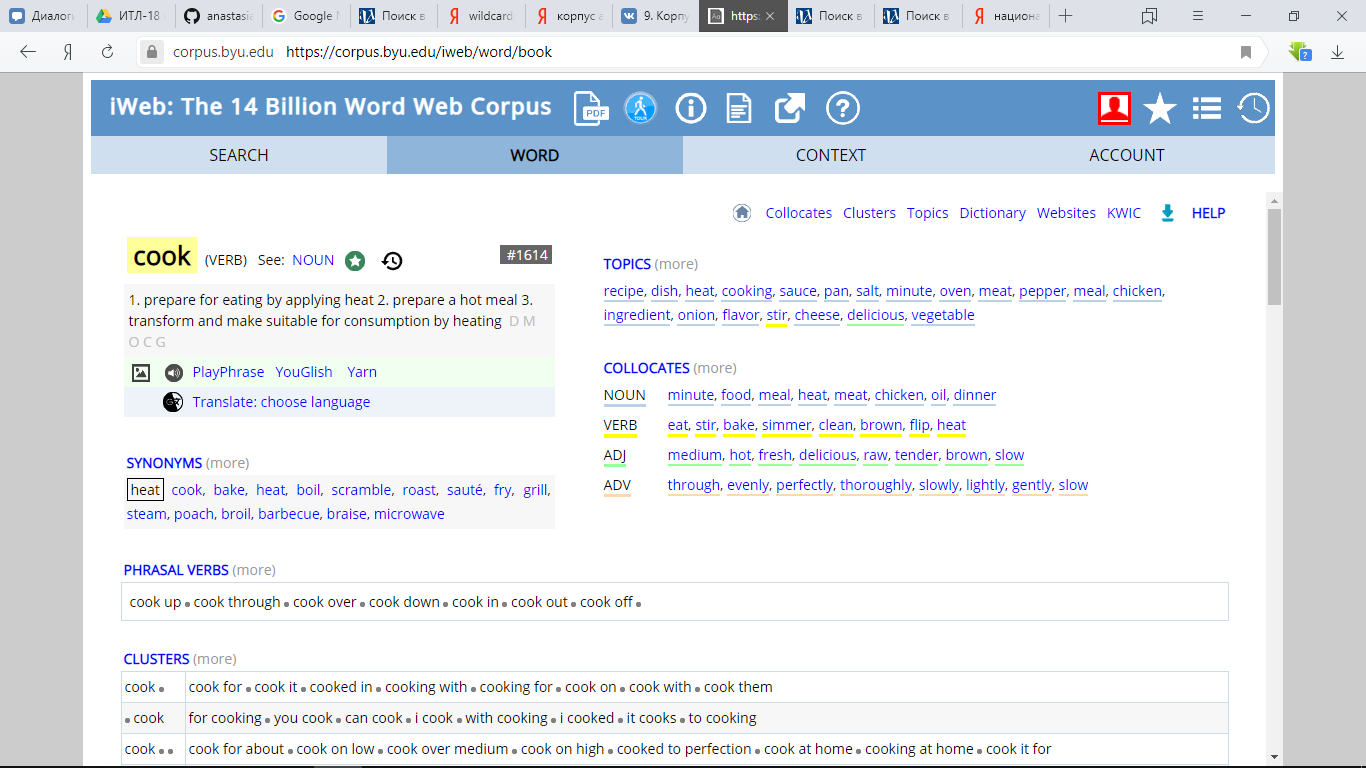 Диалоги
ИТЛ-18
anastasia
Google
Поиск в
wildcard
корпус а
9. Корпу
https:
Поиск в
Поиск в
национа
corpus.byu.edu https://corpus.byu.edu/iweb/word/book
iWeb: The 14 Billion Word Web Corpus
PDF
TOUR
SEARCH WORD CONTEXT ACCOUNT
Collocates Clusters Topics Dictionary Websites KWIC HELP
cook (VERB) See: NOUN #1614
1. prepare for eating by applying heat 2. prepare a hot meal 3.
transform and make suitable for consumption by heating D M
O C G
PlayPhrase YouGlish Yarn
Translate: choose language
SYNONYMS (more)
heat cook, bake, heat, boil, scramble, roast, sauté, fry, grill,
steam, poach, broil, barbecue, braise, microwave
TOPICS (more)
recipe, dish, heat, cooking, sauce, pan, salt, minute, oven, meat, pepper, meal, chicken,
ingredient, onion, flavor, stir, cheese, delicious, vegetable
COLLOCATES (more)
NOUN minute, food, meal, heat, meat, chicken, oil, dinner
VERB eat, stir, bake, simmer, clean, brown, flip, heat
ADJ medium, hot, fresh, delicious, raw, tender, brown, slow
ADV through, evenly, perfectly, thoroughly, slowly, lightly, gently, slow
PHRASAL VERBS (more)
cook up • cook through • cook over • cook down • cook in • cook out • cook off •
CLUSTERS (more)
cook • cook for • cook it • cooked in • cooking with • cooking for • cook on • cook with • cook them
• cook for cooking • you cook • can cook • i cook • with cooking • i cooked • it cooks • to cooking
cook • • cook for about • cook on low • cook over medium • cook on high • cooked to perfection • cook at home • cooking at home • cook it for